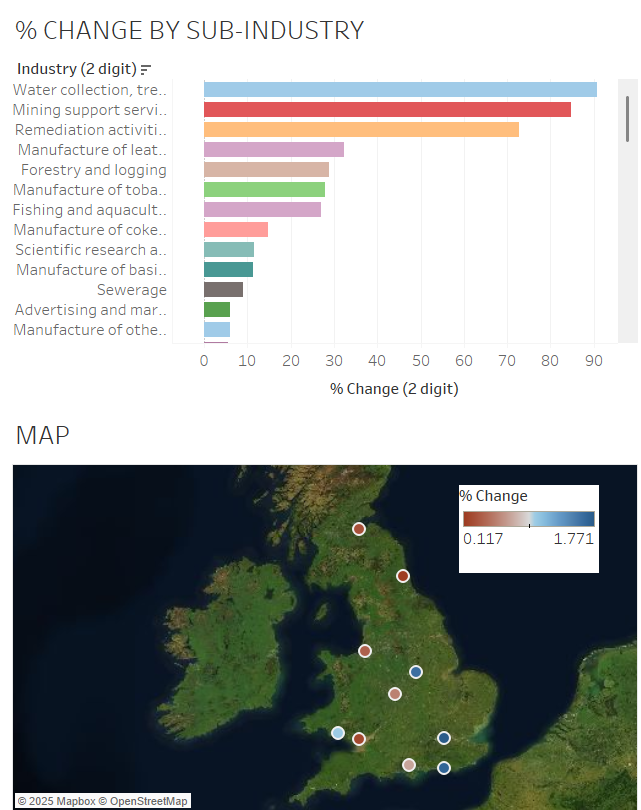 % CHANGE BY SUB-INDUSTRY
Industry (2 digit)
Water collection, tre..
Mining support servi..
Remediation activiti..
Manufacture of leat..
Forestry and logging
Manufacture of toba..
Fishing and aquacult..
Manufacture of coke..
Scientific research a..
Manufacture of basi..
Sewerage
Advertising and mar..
Manufacture of othe..
0 10 20 30 40 50 60 70 80 90
% Change (2 digit)
MAP
% Change
0.117 1.771
© 2025 Mapbox © OpenStreetMap